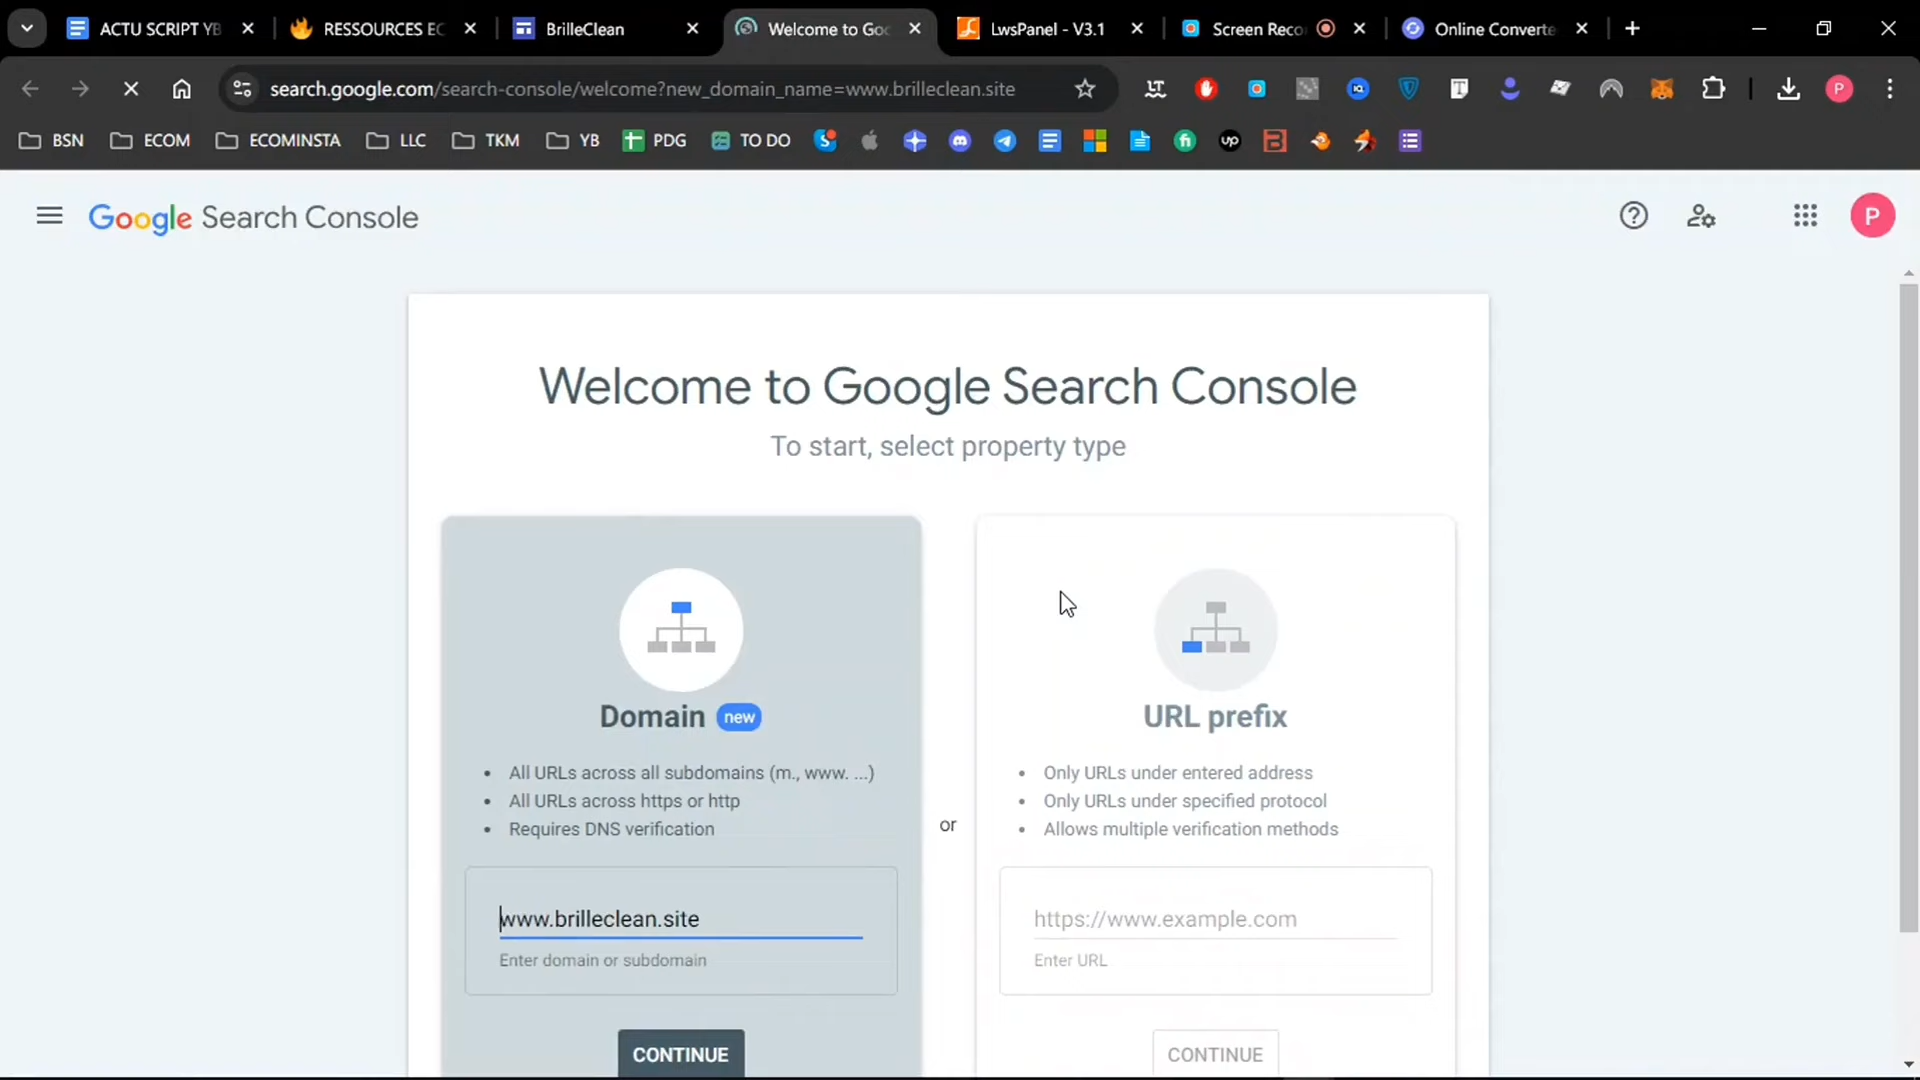 ACTU SCRIPT YB
RESSOURCES EC
BrilleClean
Welcome to Goo
LwsPanel - V3.1
Screen Reco
Online Converte
search.google.com/search-console/welcome?new_domain_name=www.brilleclean.site
P
BSN
ECOM
ECOMINSTA
LLC
TKM
YB
PDG
TO DO
up
Google Search Console
P
Welcome to Google Search Console
To start, select property type
Domain new
• All URLs across all subdomains (m., www. ...)
• All URLs across https or http
• Requires DNS verification
www.brilleclean.site
Enter domain or subdomain
CONTINUE
or
URL prefix
• Only URLs under entered address
• Only URLs under specified protocol
• Allows multiple verification methods
https://www.example.com
Enter URL
CONTINUE